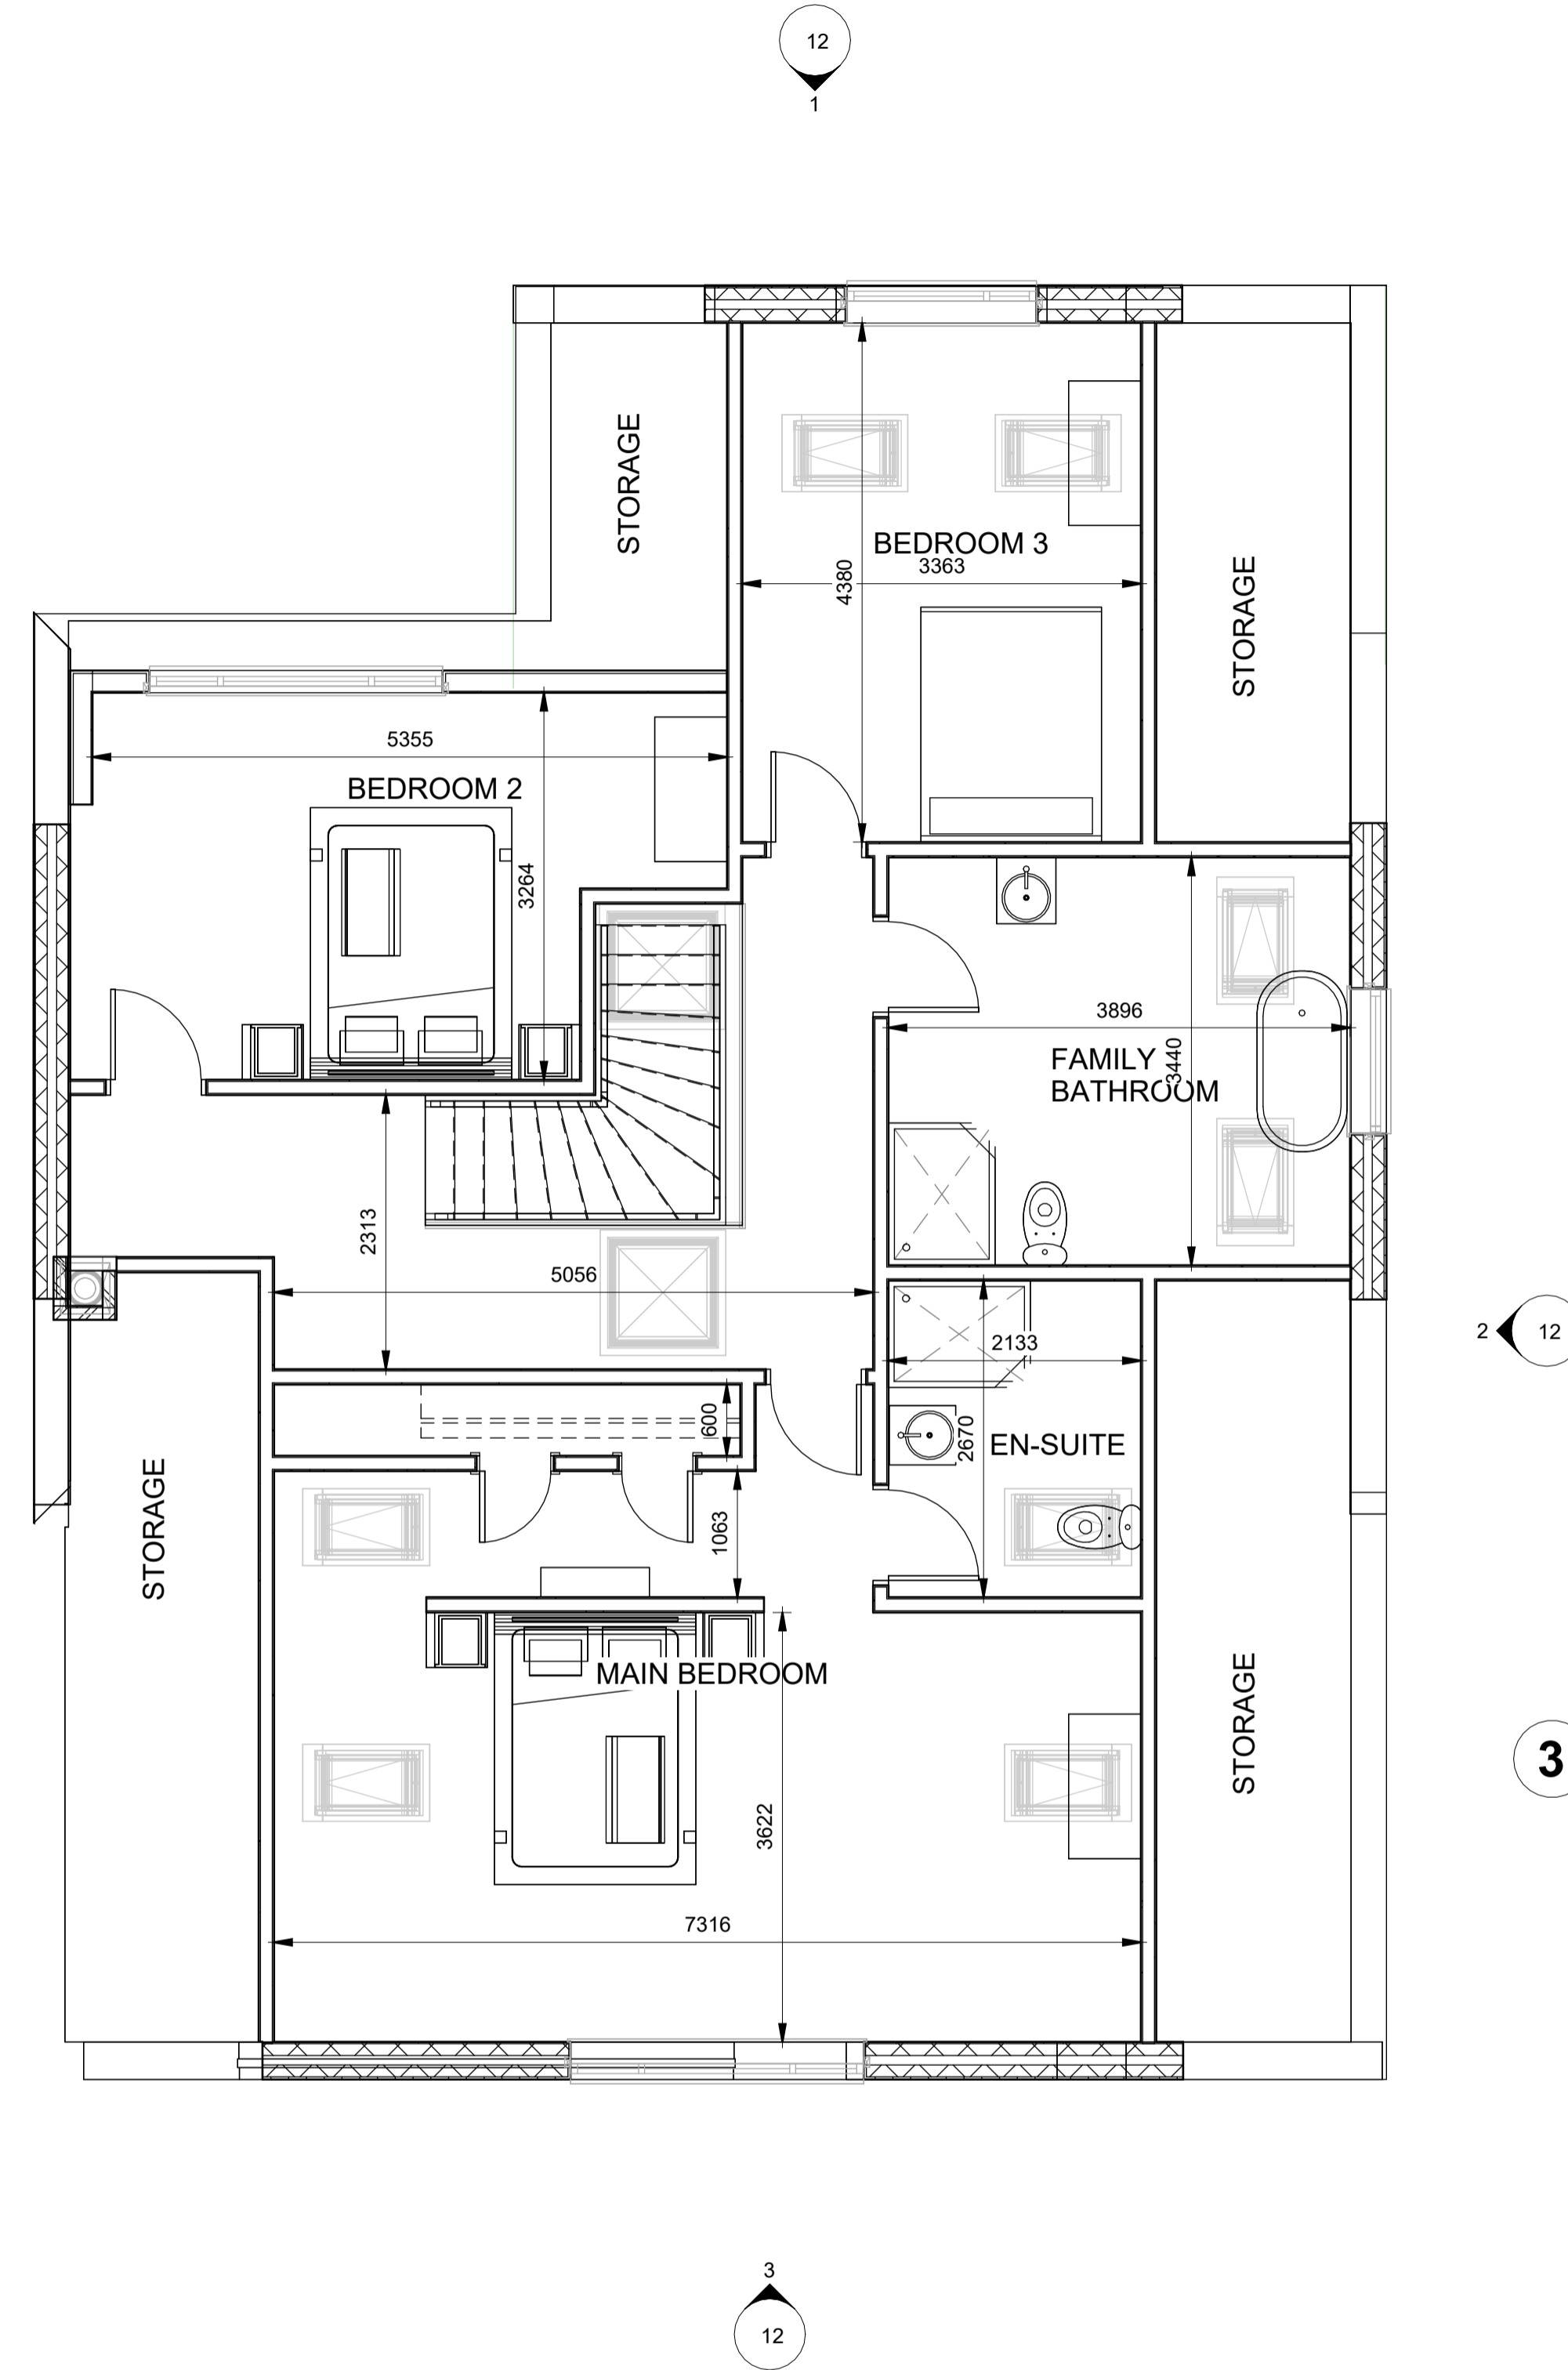 12
1
STORAGE
BEDROOM 3
3363
4380
STORAGE
5355
BEDROOM 2
3264
3896
FAMILY
BATHROOM
3440
2313
5056
2133
2
12
600
2670
EN-SUITE
STORAGE
1063
MAIN BEDROOM
STORAGE
3
3622
7316
3
12